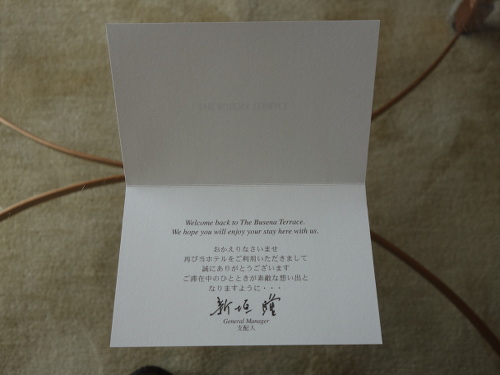 Welcome back to The Busena Terrace.
We hope you will enjoy your stay here with us.
おかえりなさいませ
再び当ホテルをご利用いただきまして
誠にありがとうございます
ご滞在中のひとときが素敵な想い出と
なりますように・・・
新垣
General Manager
支配人